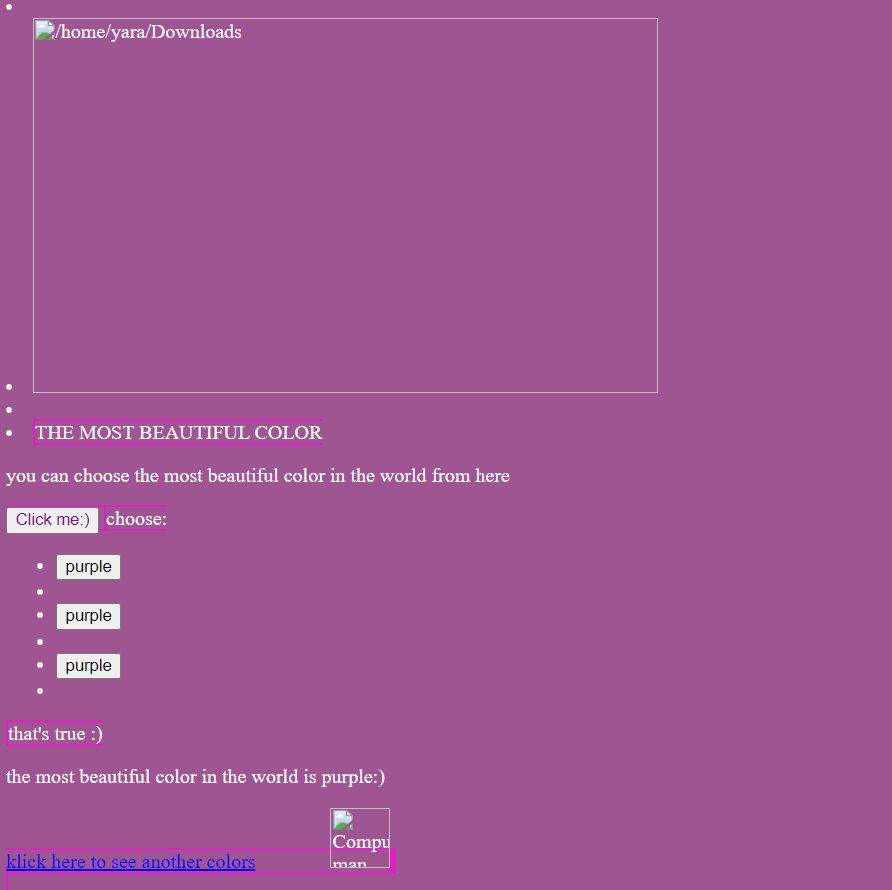 /home/yara/Downloads
THE MOST BEAUTIFUL COLOR
you can choose the most beautiful color in the world from here
Click me:) choose:
purple
purple
purple
that's true :)
the most beautiful color in the world is purple:)
Compu
man
klick here to see another colors